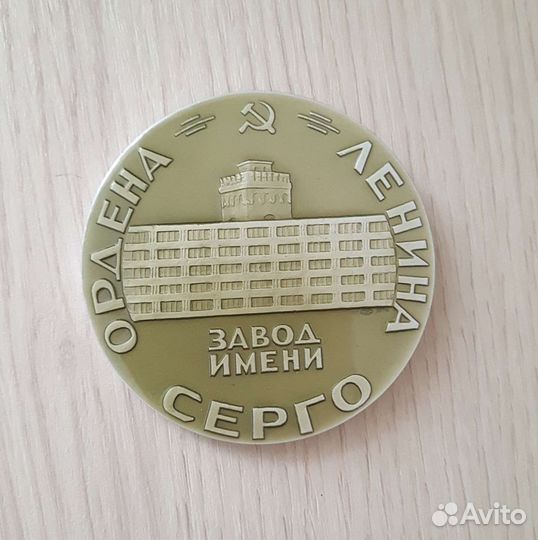 ОРДЕНА
ЛЕНИНА
ЗАВОД
ИМЕНИ
СЕРГО
Avito